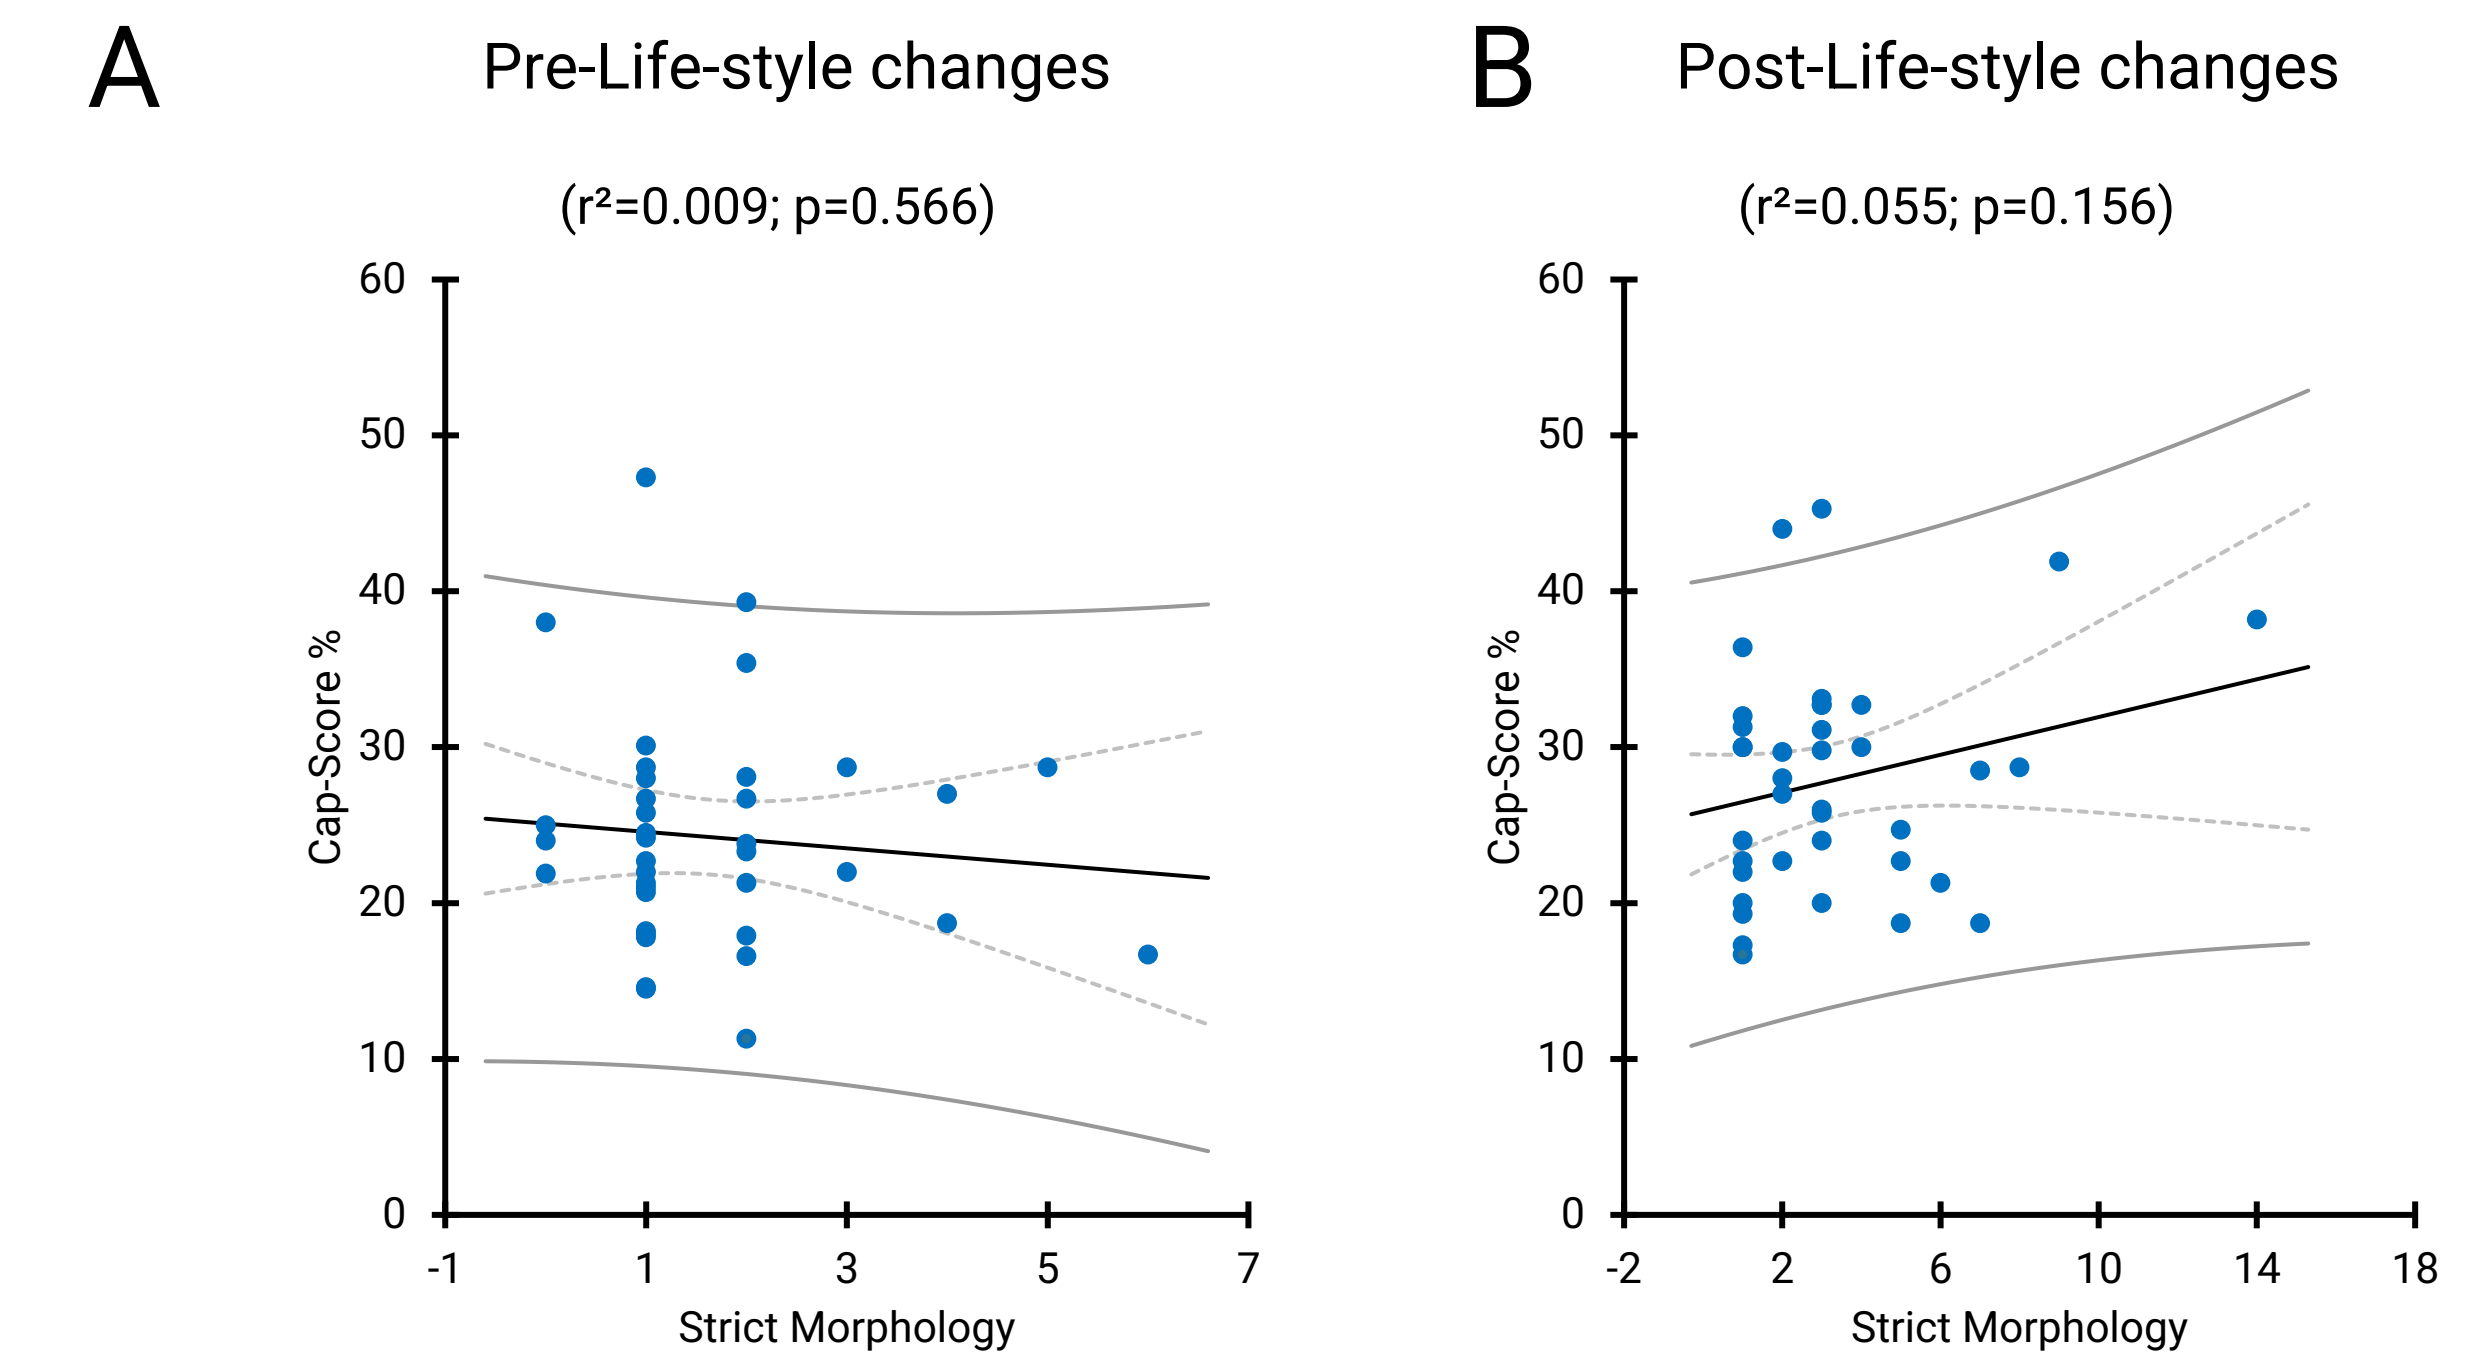 A
Pre-Life-style changes
(r²=0.009; p=0.566)
60
50
40
30
20
10
0
Cap-Score %
-1 1 3 5 7
Strict Morphology
B
Post-Life-style changes
(r²=0.055; p=0.156)
60
50
40
30
20
10
0
Cap-Score %
-2 2 6 10 14 18
Strict Morphology